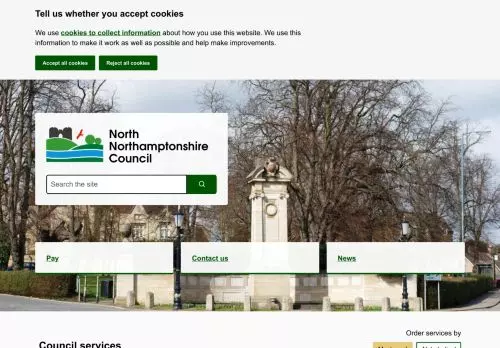 Tell us whether you accept cookies
We use cookies to collect information about how you use this website. We use this
information to make it work as well as possible and help make improvements.
Accept all cookies
Reject all cookies
North
Northamptonshire
Council
Search the site
Pay
Contact us
News
Order services by
Council services